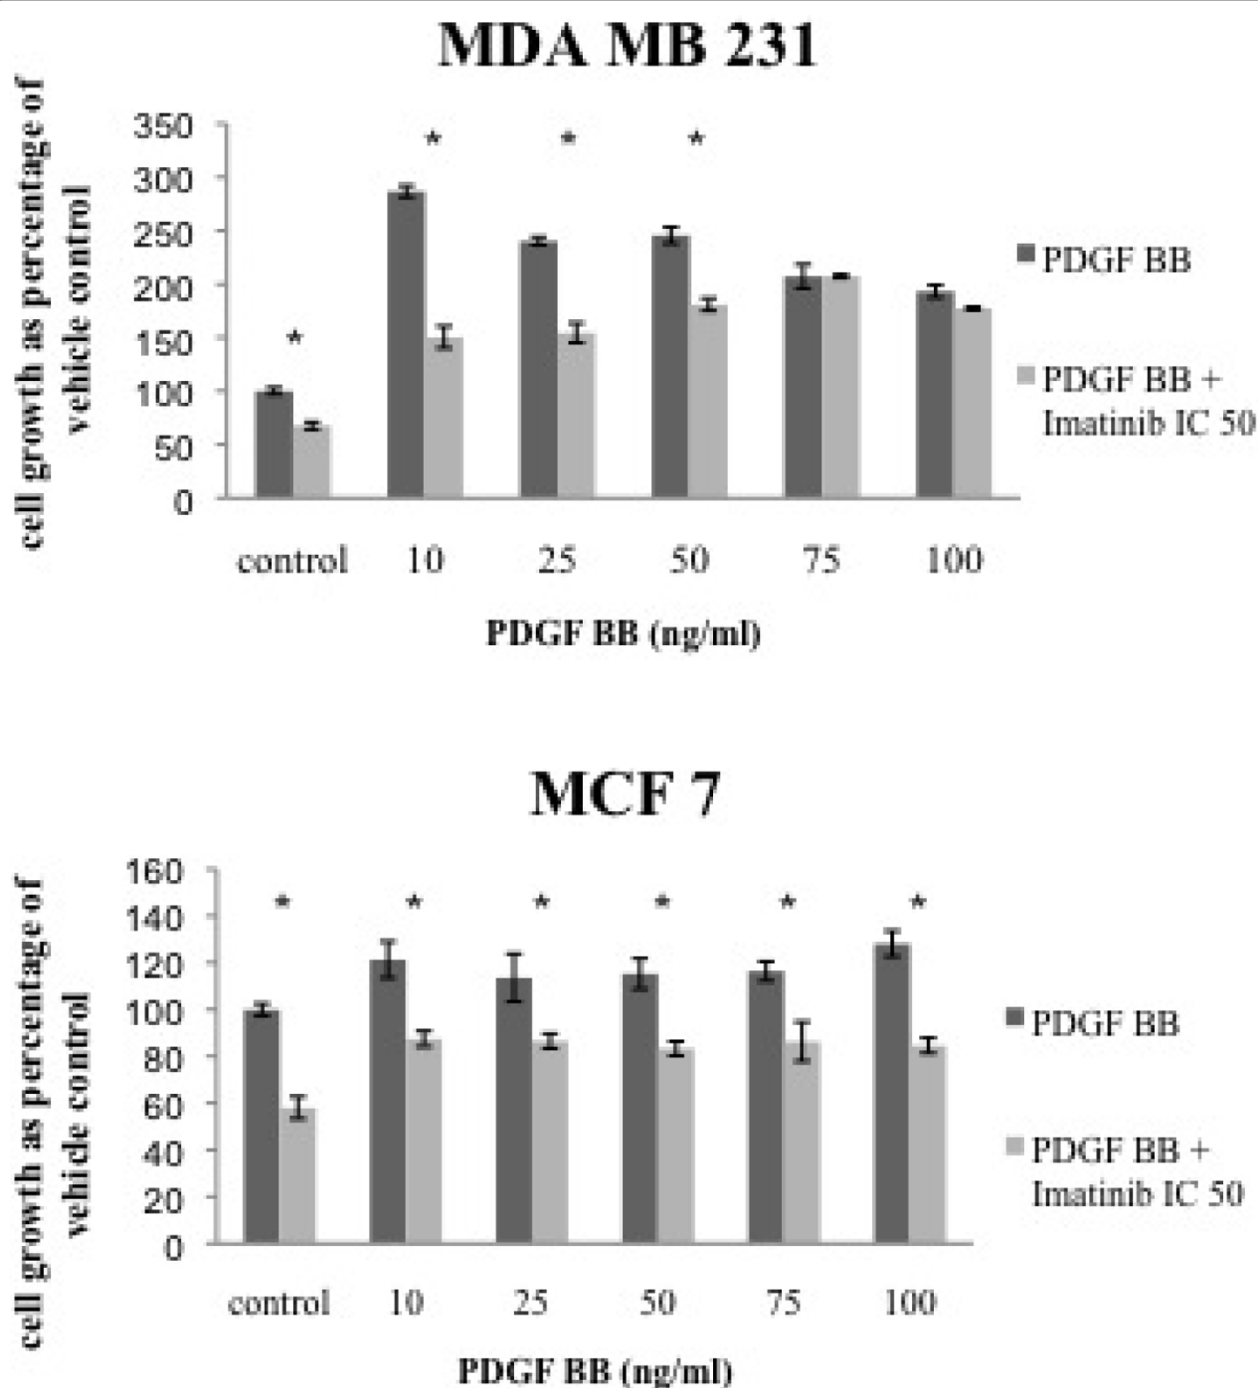 MDA MB 231
cell growth as percentage of
vehicle control
350
300
250
200
150
100
50
0
*
*
*
*
control 10 25 50 75 100
PDGF BB (ng/ml)
PDGF BB
PDGF BB +
Imatinib IC 50
MCF 7
cell growth as percentage of
vehicle control
160
140
120
100
80
60
40
20
0
* * * * * *
control 10 25 50 75 100
PDGF BB (ng/ml)
PDGF BB
PDGF BB +
Imatinib IC 50